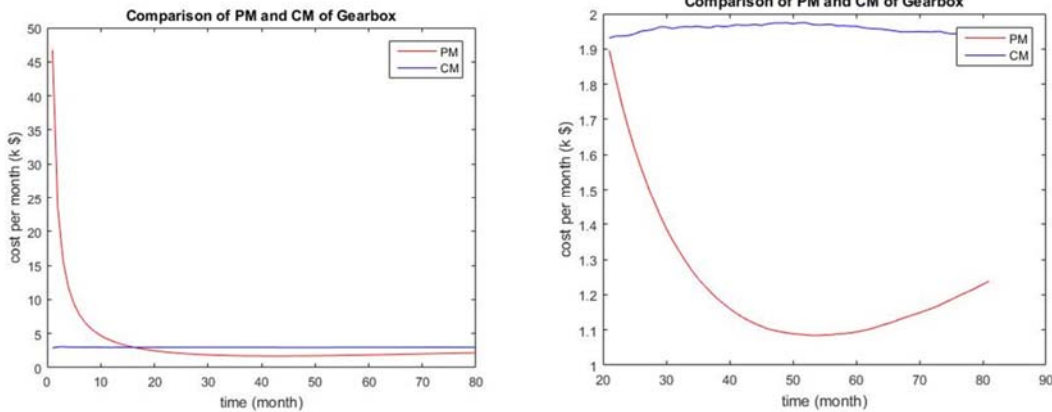 Comparison of PM and CM of Gearbox
50
45
40
35
30
25
20
15
10
5
0
cost per month (k $)
PM
CM
0 10 20 30 40 50 60 70 80
time (month)
Comparison of PM and CM of Gearbox
2
1.9
1.8
1.7
1.6
1.5
1.4
1.3
1.2
1.1
1
cost per month (k $)
PM
CM
20 30 40 50 60 70 80 90
time (month)